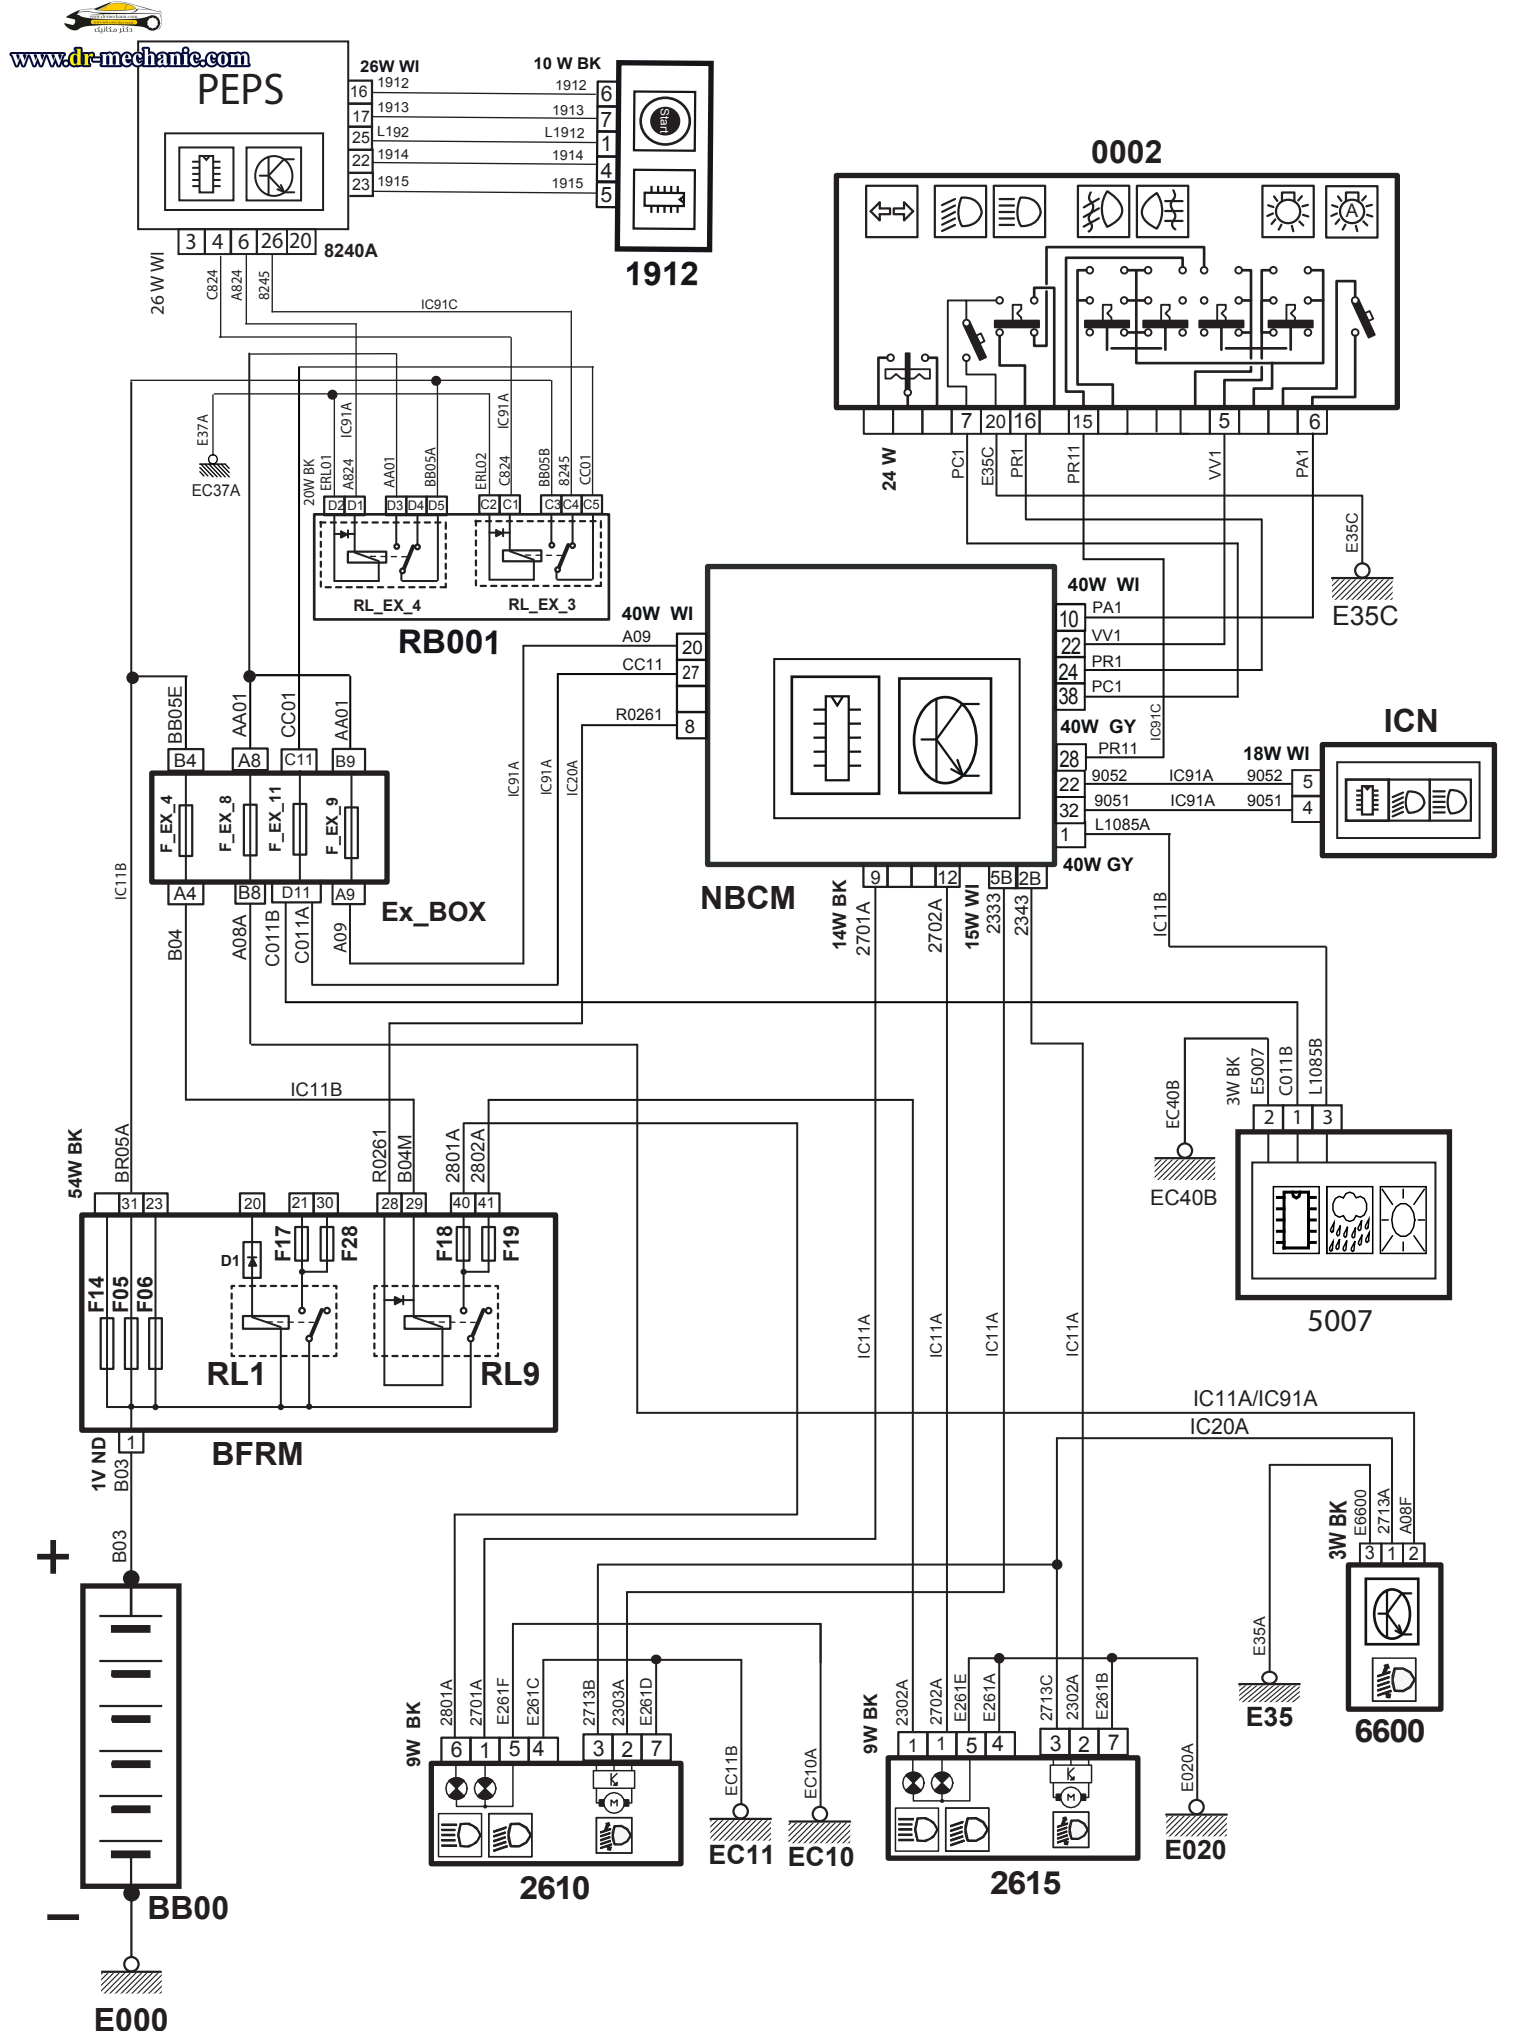 www.dr-mechanic.com
دکتر مکانیک
www.dr-mechanic.com
PEPS
26W WI
10 W BK
16 1912 1912 6
17 1913 1913 7
25 L192 L1912 1
22 1914 1914 4
23 1915 1915 5
Start
1912
3 4 6 26 20
8240A
26 W WI
C824
A824
8245
IC91C
0002
A
7 20 16 15 5 6
24 W
PC1
E35C
PR1
PR11
VV1
PA1
E35C
E35C
E37A
EC37A
20W BK
ERL01
IC91A
A824
AA01
BB05A
ERL02
IC91A
C824
BB05B
8245
CC01
D2 D1 D3 D4 D5 C2 C1 C3 C4 C5
RL_EX_4
RL_EX_3
RB001
40W WI
A09 20
CC11 27
R0261 8
40W WI
10 PA1
22 VV1
24 PR1
38 PC1
40W GY
28 PR11
IC91C
22 9052 IC91A 9052 5
32 9051 IC91A 9051 4
1 L1085A
40W GY
18W WI
ICN
NBCM
9 12 5B 2B
14W BK
2701A
2702A
15W WI
2333
2343
IC91A
IC91A
IC20A
IC11B
BB05E
AA01
CC01
AA01
B4 A8 C11 B9
F_EX_4
F_EX_8
F_EX_11
F_EX_9
A4 B8 D11 A9
Ex_BOX
IC11B
B04
A08A
C011B
C011A
A09
IC11B
EC40B
EC40B
3W BK
E5007
C011B
L1085B
2 1 3
5007
54W BK
BR05A
R0261
B04M
2801A
2802A
31 23 20 21 30 28 29 40 41
F14
F05
F06
D1
F17
F28
F18
F19
RL1
RL9
BFRM
1V ND
1
B03
B03
+
–
BB00
E000
IC11A
IC11A
IC11A
IC11A
IC11A/IC91A
IC20A
3W BK
E6600
2713A
A08F
3 1 2
6600
E35A
E35
9W BK
2801A
2701A
E261F
E261C
2713B
2303A
E261D
6 1 5 4 3 2 7
K
M
2610
EC11B
EC11
EC10A
EC10
9W BK
2302A
2702A
E261E
E261A
2713C
2302A
E261B
1 1 5 4 3 2 7
K
M
2615
E020A
E020